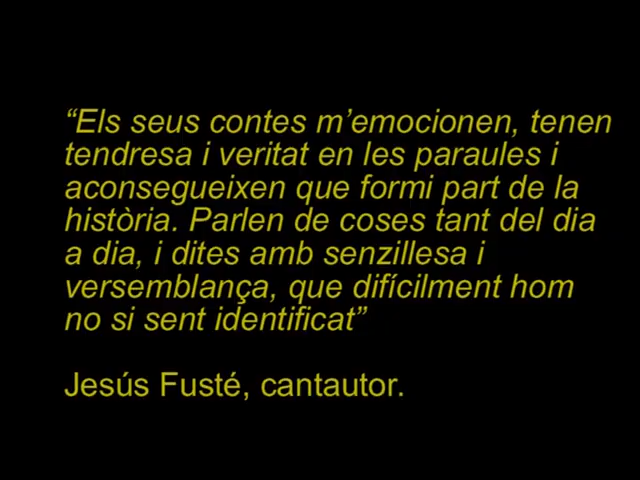 “Els seus contes m’emocionen, tenen
tendresa i veritat en les paraules i
aconsegueixen que formi part de la
història. Parlen de coses tant del dia
a dia, i dites amb senzillesa i
versemblança, que difícilment hom
no si sent identificat”
Jesús Fusté, cantautor.